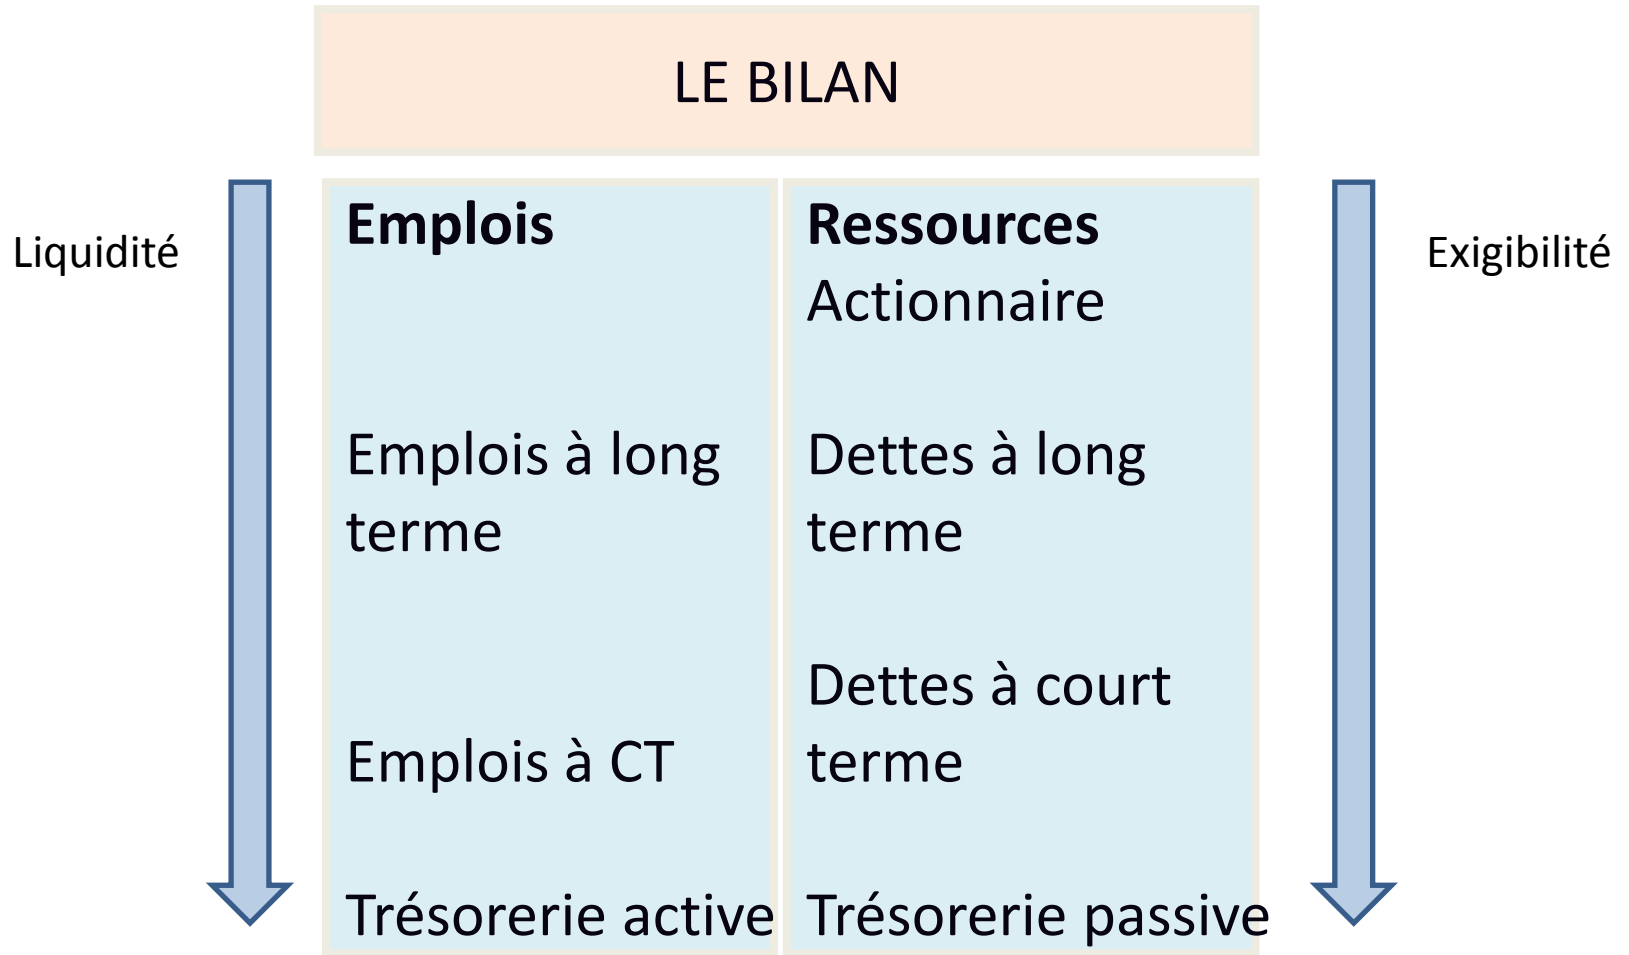 LE BILAN
Liquidité
Emplois
Emplois à long
terme
Emplois à CT
Trésorerie active
Ressources
Actionnaire
Dettes à long
terme
Dettes à court
terme
Trésorerie passive
Exigibilité